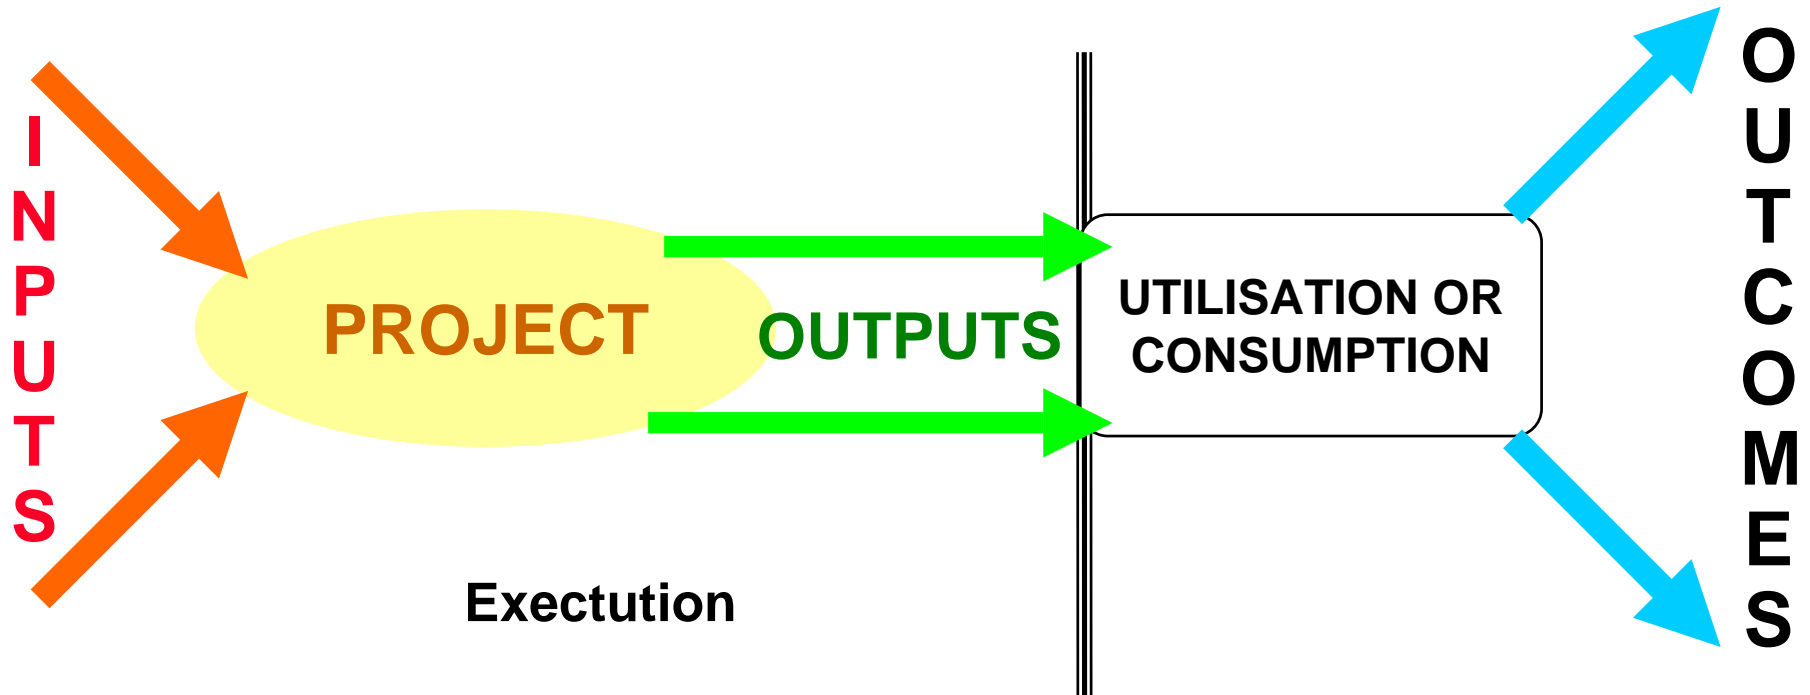 INPUTS
PROJECT
OUTPUTS
UTILISATION OR
CONSUMPTION
OUTCOMES
Exectution